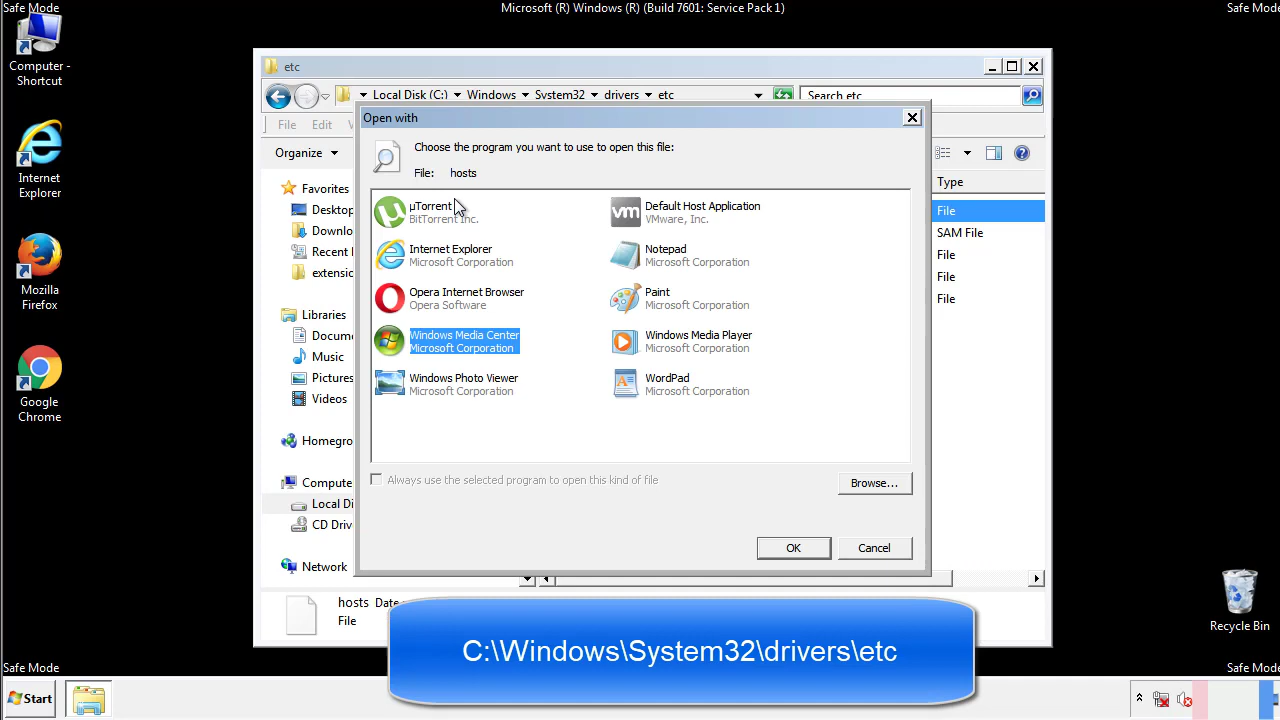 Safe Mode
Microsoft (R) Windows (R) (Build 7601: Service Pack 1)
Safe Mode
Computer - Shortcut
Internet Explorer
Mozilla Firefox
Google Chrome
Recycle Bin
etc
Local Disk (C:) Windows System32 drivers etc
Search etc
File Edit
Organize
Favorites
Desktop
Recent
Libraries
Music
Pictures
Videos
Network
Type
File
SAM File
File
File
File
Open with
Choose the program you want to use to open this file:
File: hosts
µTorrent
BitTorrent Inc.
Default Host Application
VMware, Inc.
Internet Explorer
Microsoft Corporation
Notepad
Microsoft Corporation
Opera Internet Browser
Opera Software
Paint
Microsoft Corporation
Windows Media Center
Microsoft Corporation
Windows Media Player
Microsoft Corporation
Windows Photo Viewer
Microsoft Corporation
WordPad
Microsoft Corporation
Always use the selected program to open this kind of file
Browse...
OK
Cancel
hosts
File
C:\Windows\System32\drivers\etc
Safe Mode
Safe Mode
Start